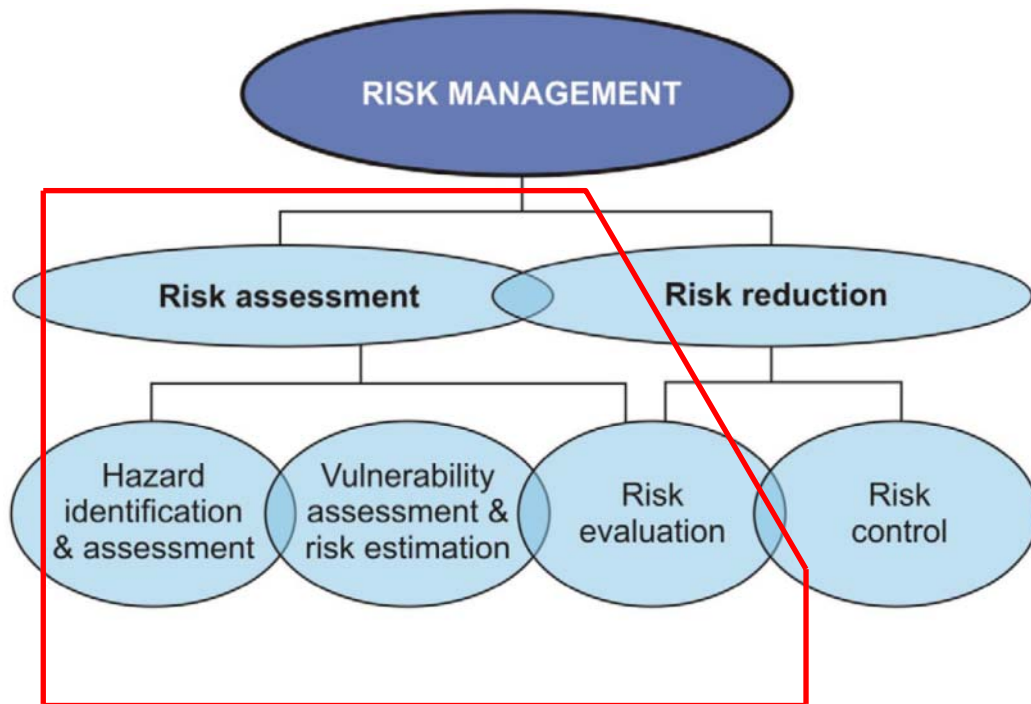 RISK MANAGEMENT
Risk assessment
Risk reduction
Hazard
identification
& assessment
Vulnerability
assessment &
risk estimation
Risk
evaluation
Risk
control